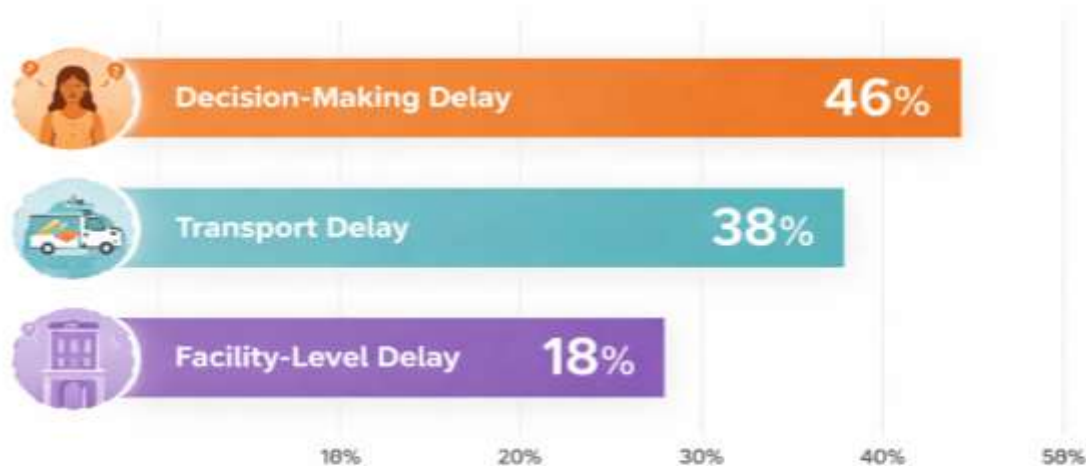 Decision-Making Delay 46%
Transport Delay 38%
Facility-Level Delay 18%
18% 20% 30% 40% 58%